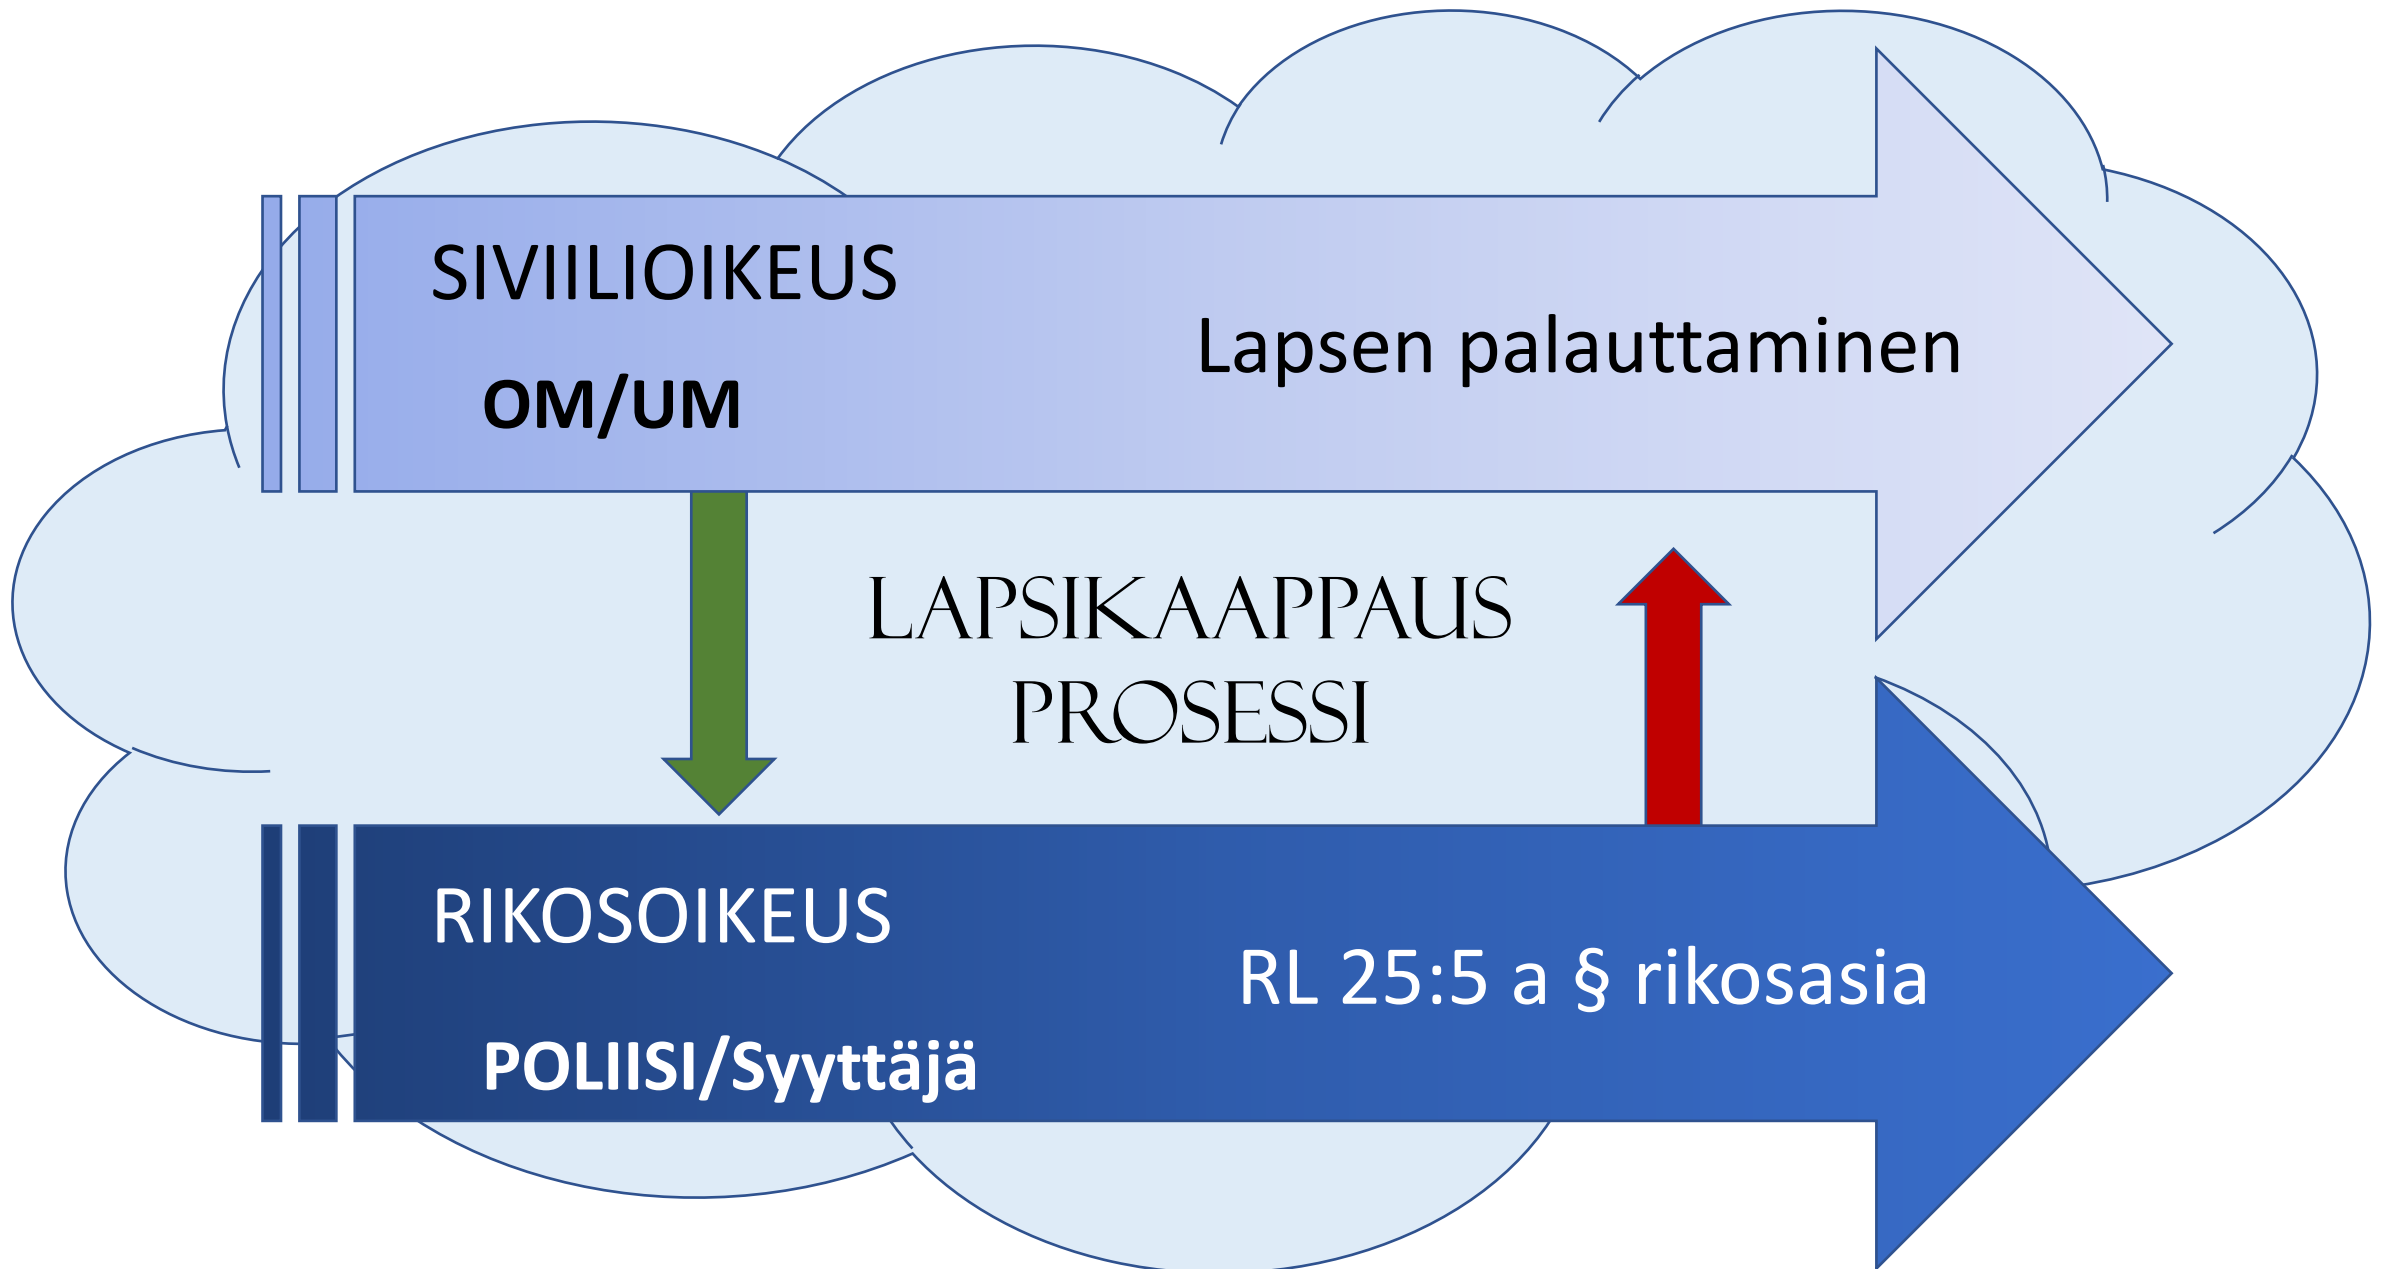 SIVIILIOIKEUS
OM/UM
Lapsen palauttaminen
LAPSIKAAPPAUS
PROSESSI
RIKOSOIKEUS
POLIISI/Syyttäjä
RL 25:5 a § rikosasia